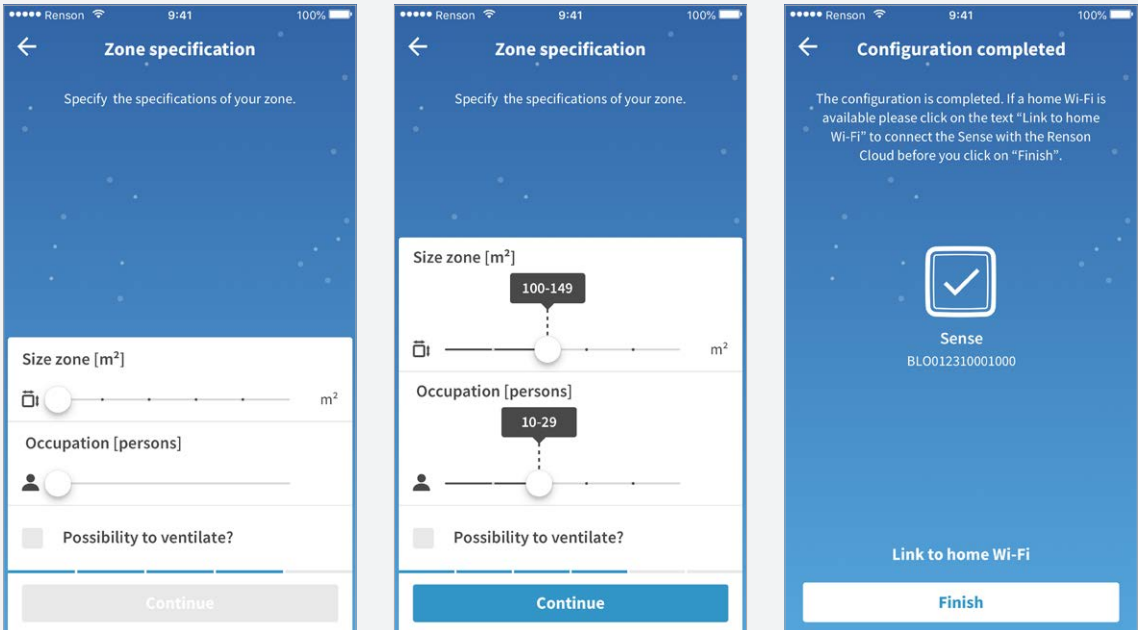 Renson 9:41 100%
Zone specification
Specify the specifications of your zone.
Size zone [m²]
m²
Occupation [persons]
Possibility to ventilate?
Continue
Renson 9:41 100%
Zone specification
Specify the specifications of your zone.
Size zone [m²]
100-149
m²
Occupation [persons]
10-29
Possibility to ventilate?
Continue
Renson 9:41 100%
Configuration completed
The configuration is completed. If a home Wi-Fi is
available please click on the text “Link to home
Wi-Fi” to connect the Sense with the Renson
Cloud before you click on “Finish”.
Sense
BLO012310001000
Link to home Wi-Fi
Finish